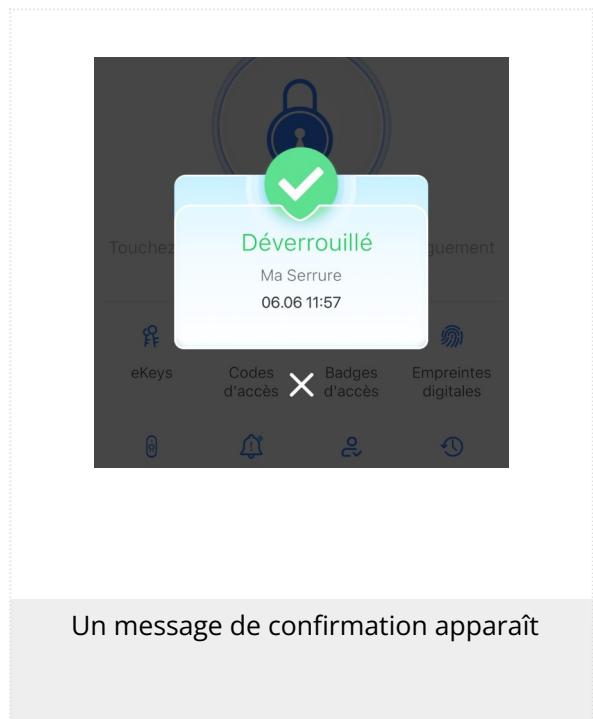 Touchez
guement
Déverrouillé
Ma Serrure
06.06 11:57
eKeys
Codes d'accès
Badges d'accès
Empreintes digitales
Un message de confirmation apparaît